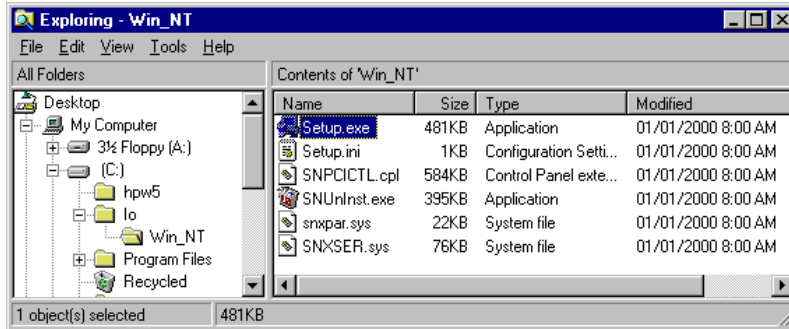 Exploring - Win_NT
File Edit View Tools Help
All Folders
Contents of 'Win_NT'
Desktop
My Computer
3½ Floppy (A:)
(C:)
hpw5
Io
Win_NT
Program Files
Recycled
Name Size Type Modified
Setup.exe 481KB Application 01/01/2000 8:00 AM
Setup.ini 1KB Configuration Setti... 01/01/2000 8:00 AM
SNPCICTL.cpl 584KB Control Panel exte... 01/01/2000 8:00 AM
SNUnInst.exe 395KB Application 01/01/2000 8:00 AM
snxpar.sys 22KB System file 01/01/2000 8:00 AM
SNXSER.sys 76KB System file 01/01/2000 8:00 AM
1 object(s) selected 481KB